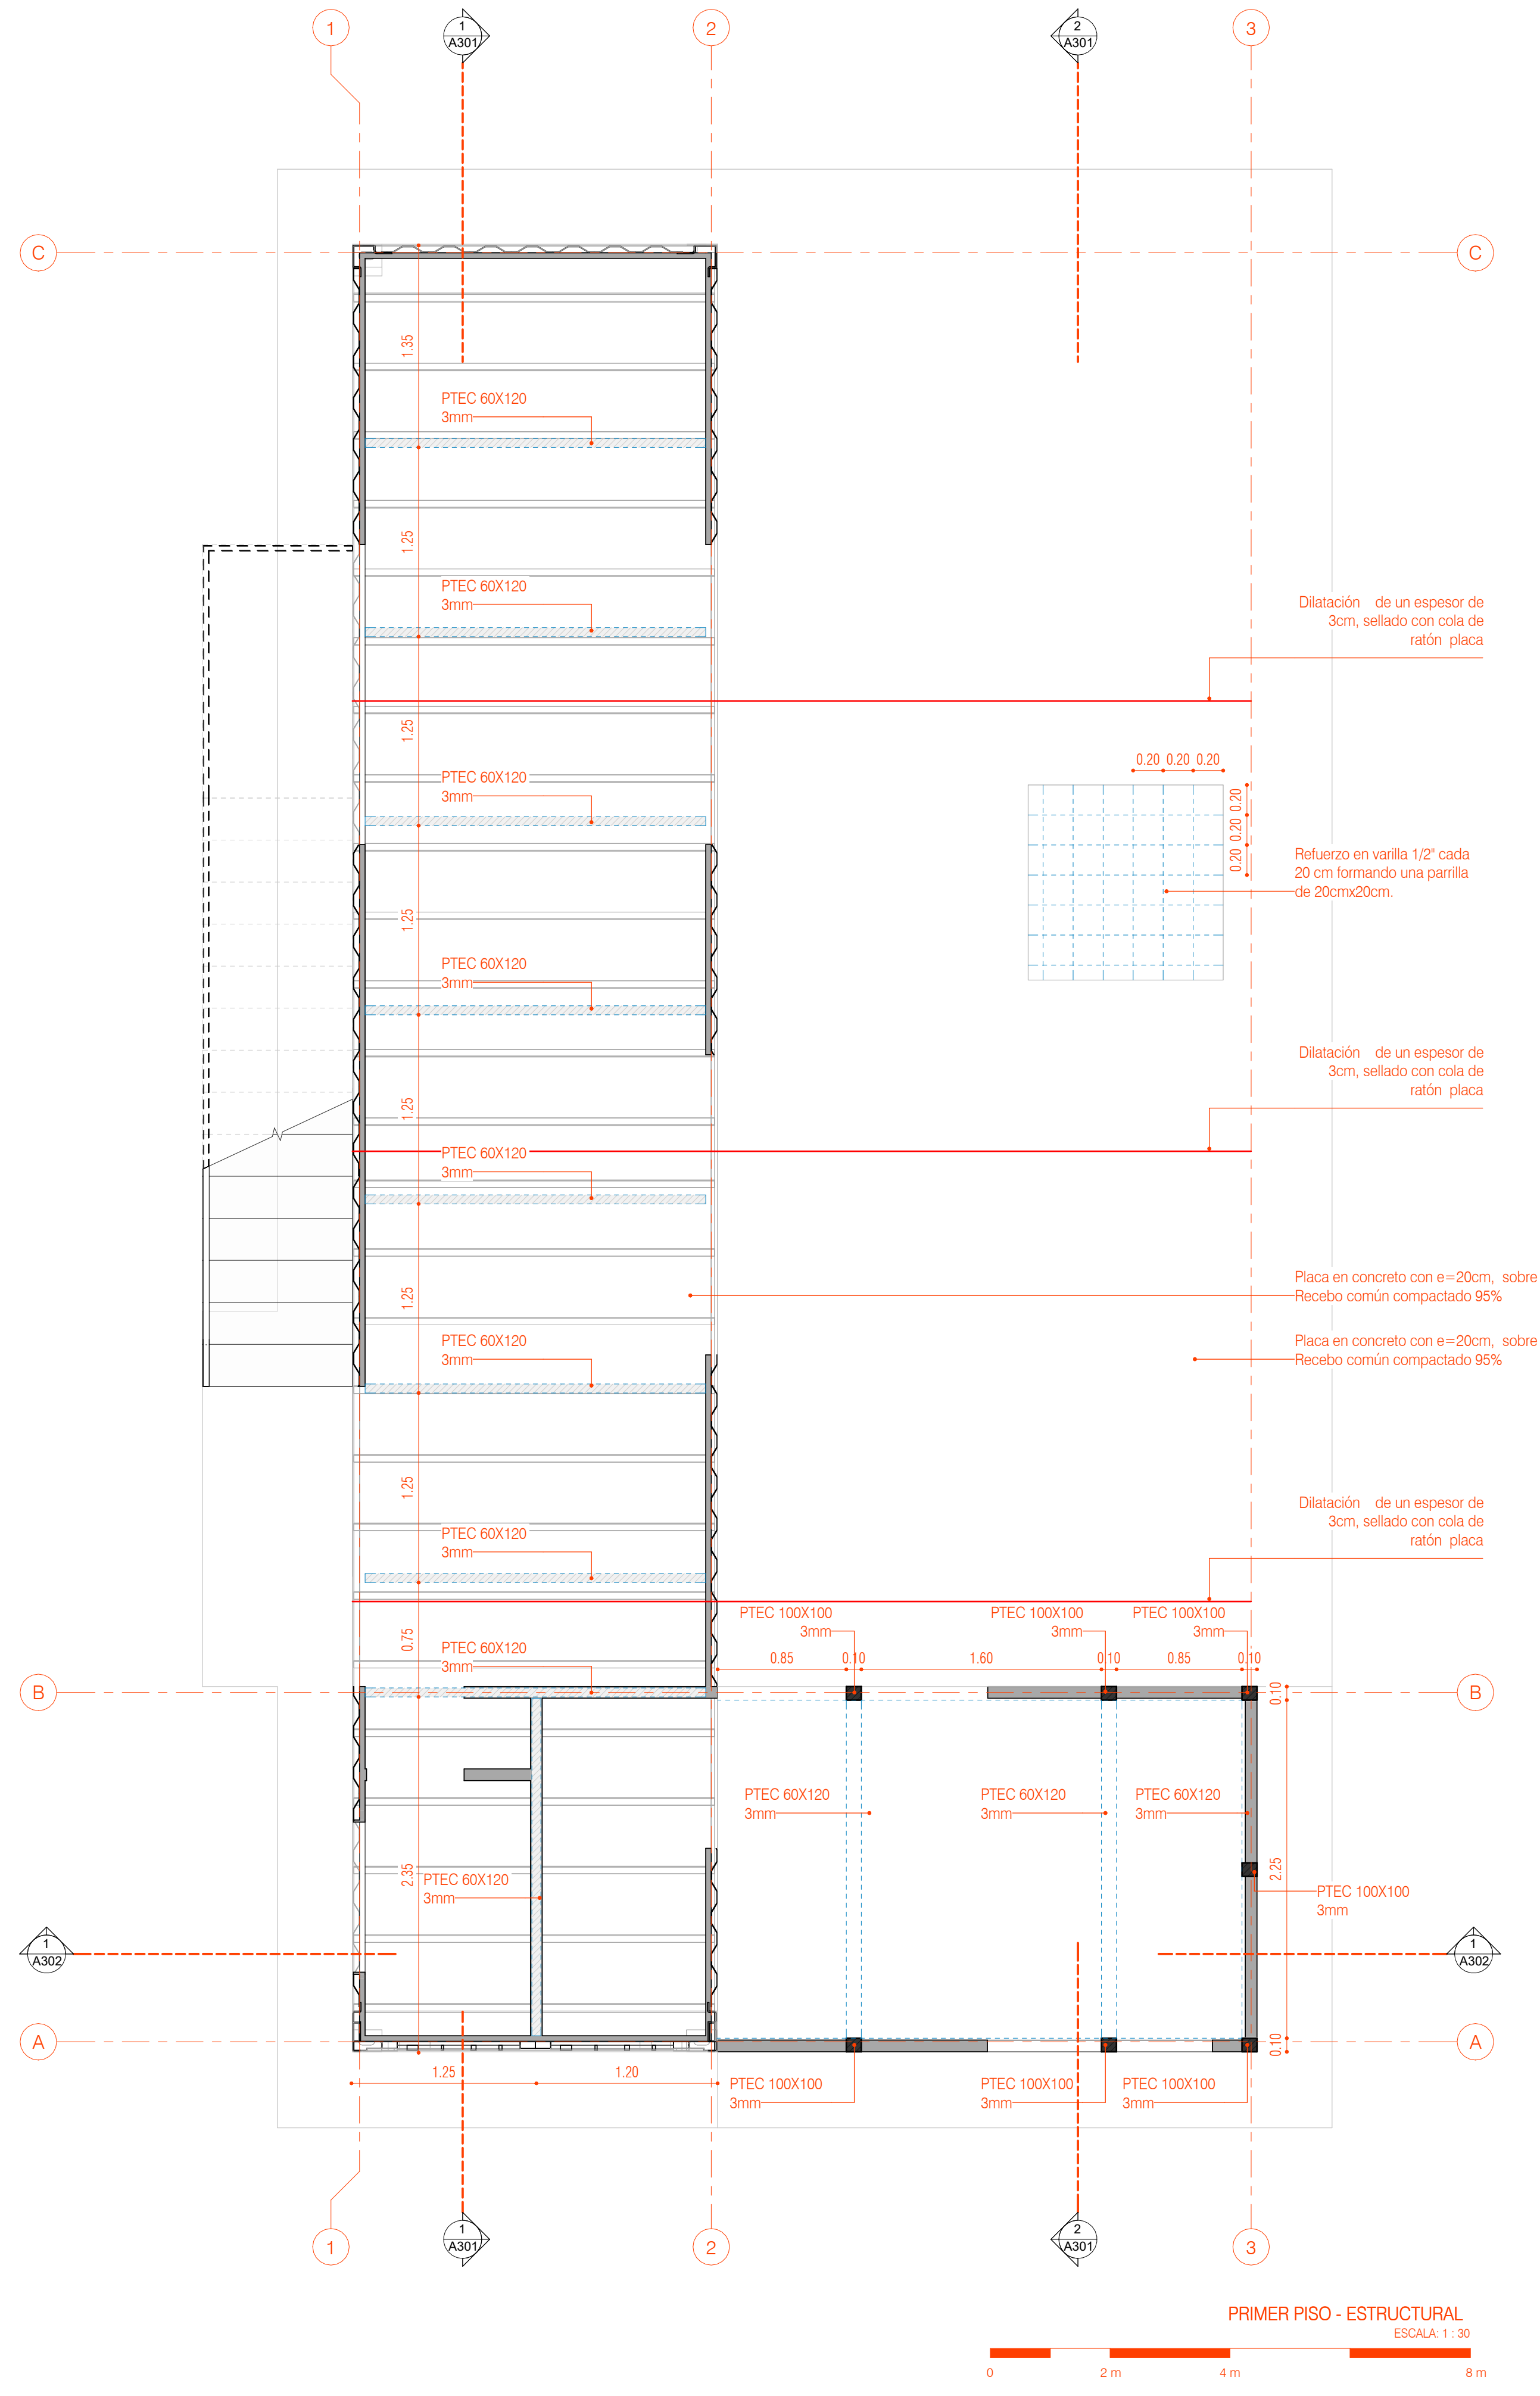 1
1
A301
2
2
A301
3
C
C
1.35
PTEC 60X120
3mm
1.25
PTEC 60X120
3mm
Dilatación de un espesor de
3cm, sellado con cola de
ratón placa
1.25
PTEC 60X120
3mm
0.20 0.20 0.20
0.20
0.20
0.20
Refuerzo en varilla 1/2" cada
20 cm formando una parrilla
de 20cmx20cm.
1.25
PTEC 60X120
3mm
Dilatación de un espesor de
3cm, sellado con cola de
ratón placa
1.25
PTEC 60X120
3mm
Placa en concreto con e=20cm, sobre
Recebo común compactado 95%
1.25
PTEC 60X120
3mm
Placa en concreto con e=20cm, sobre
Recebo común compactado 95%
1.25
PTEC 60X120
3mm
Dilatación de un espesor de
3cm, sellado con cola de
ratón placa
0.75
PTEC 60X120
3mm
PTEC 100X100
3mm
PTEC 100X100
3mm
PTEC 100X100
3mm
0.85 0.10 1.60 0.10 0.85 0.10
B
0.10
B
PTEC 60X120
3mm
PTEC 60X120
3mm
PTEC 60X120
3mm
2.35
PTEC 60X120
3mm
2.25
PTEC 100X100
3mm
1
A302
1
A302
A
0.10
A
1.25 1.20
PTEC 100X100
3mm
PTEC 100X100
3mm
PTEC 100X100
3mm
1
1
A301
2
2
A301
3
PRIMER PISO - ESTRUCTURAL
ESCALA: 1 : 30
0 2 m 4 m 8 m